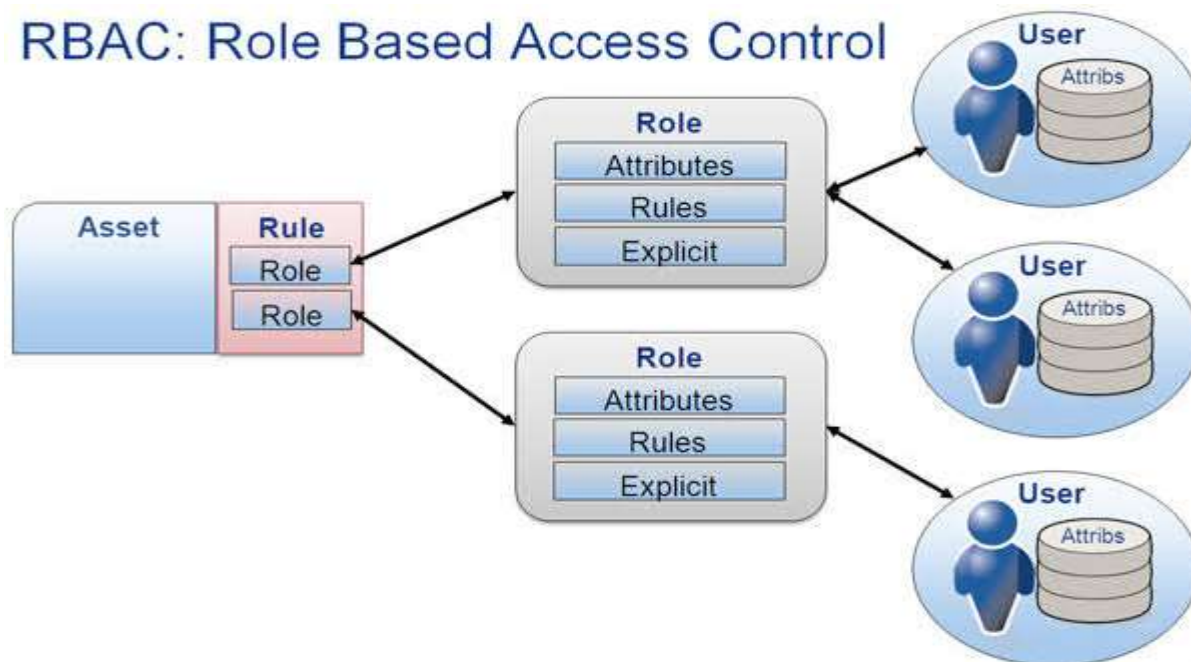 RBAC: Role Based Access Control
User
Attribs
Role
Attributes
Rules
Explicit
Asset
Rule
Role
Role
User
Attribs
Role
Attributes
Rules
Explicit
User
Attribs